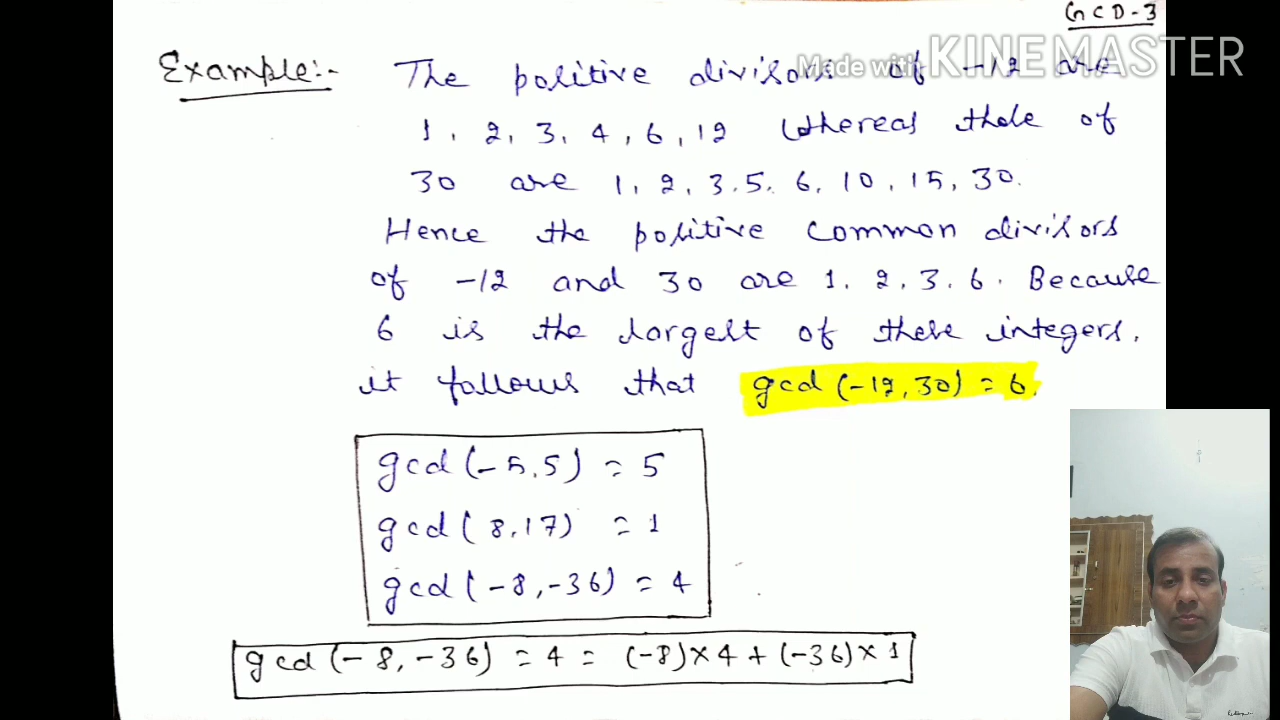 GCD-3
Made with KINEMASTER
Example:- The positive divisors of -12 are
1, 2, 3, 4, 6, 12 whereas those of
30 are 1, 2, 3, 5, 6, 10, 15, 30.
Hence the positive common divisors
of -12 and 30 are 1, 2, 3, 6. Because
6 is the largest of these integers,
it follows that gcd (-12, 30) = 6.
gcd (-5, 5) = 5
gcd ( 8, 17) = 1
gcd ( -8, -36) = 4
gcd (-8, -36) = 4 = (-8)×4 + (-36)×1